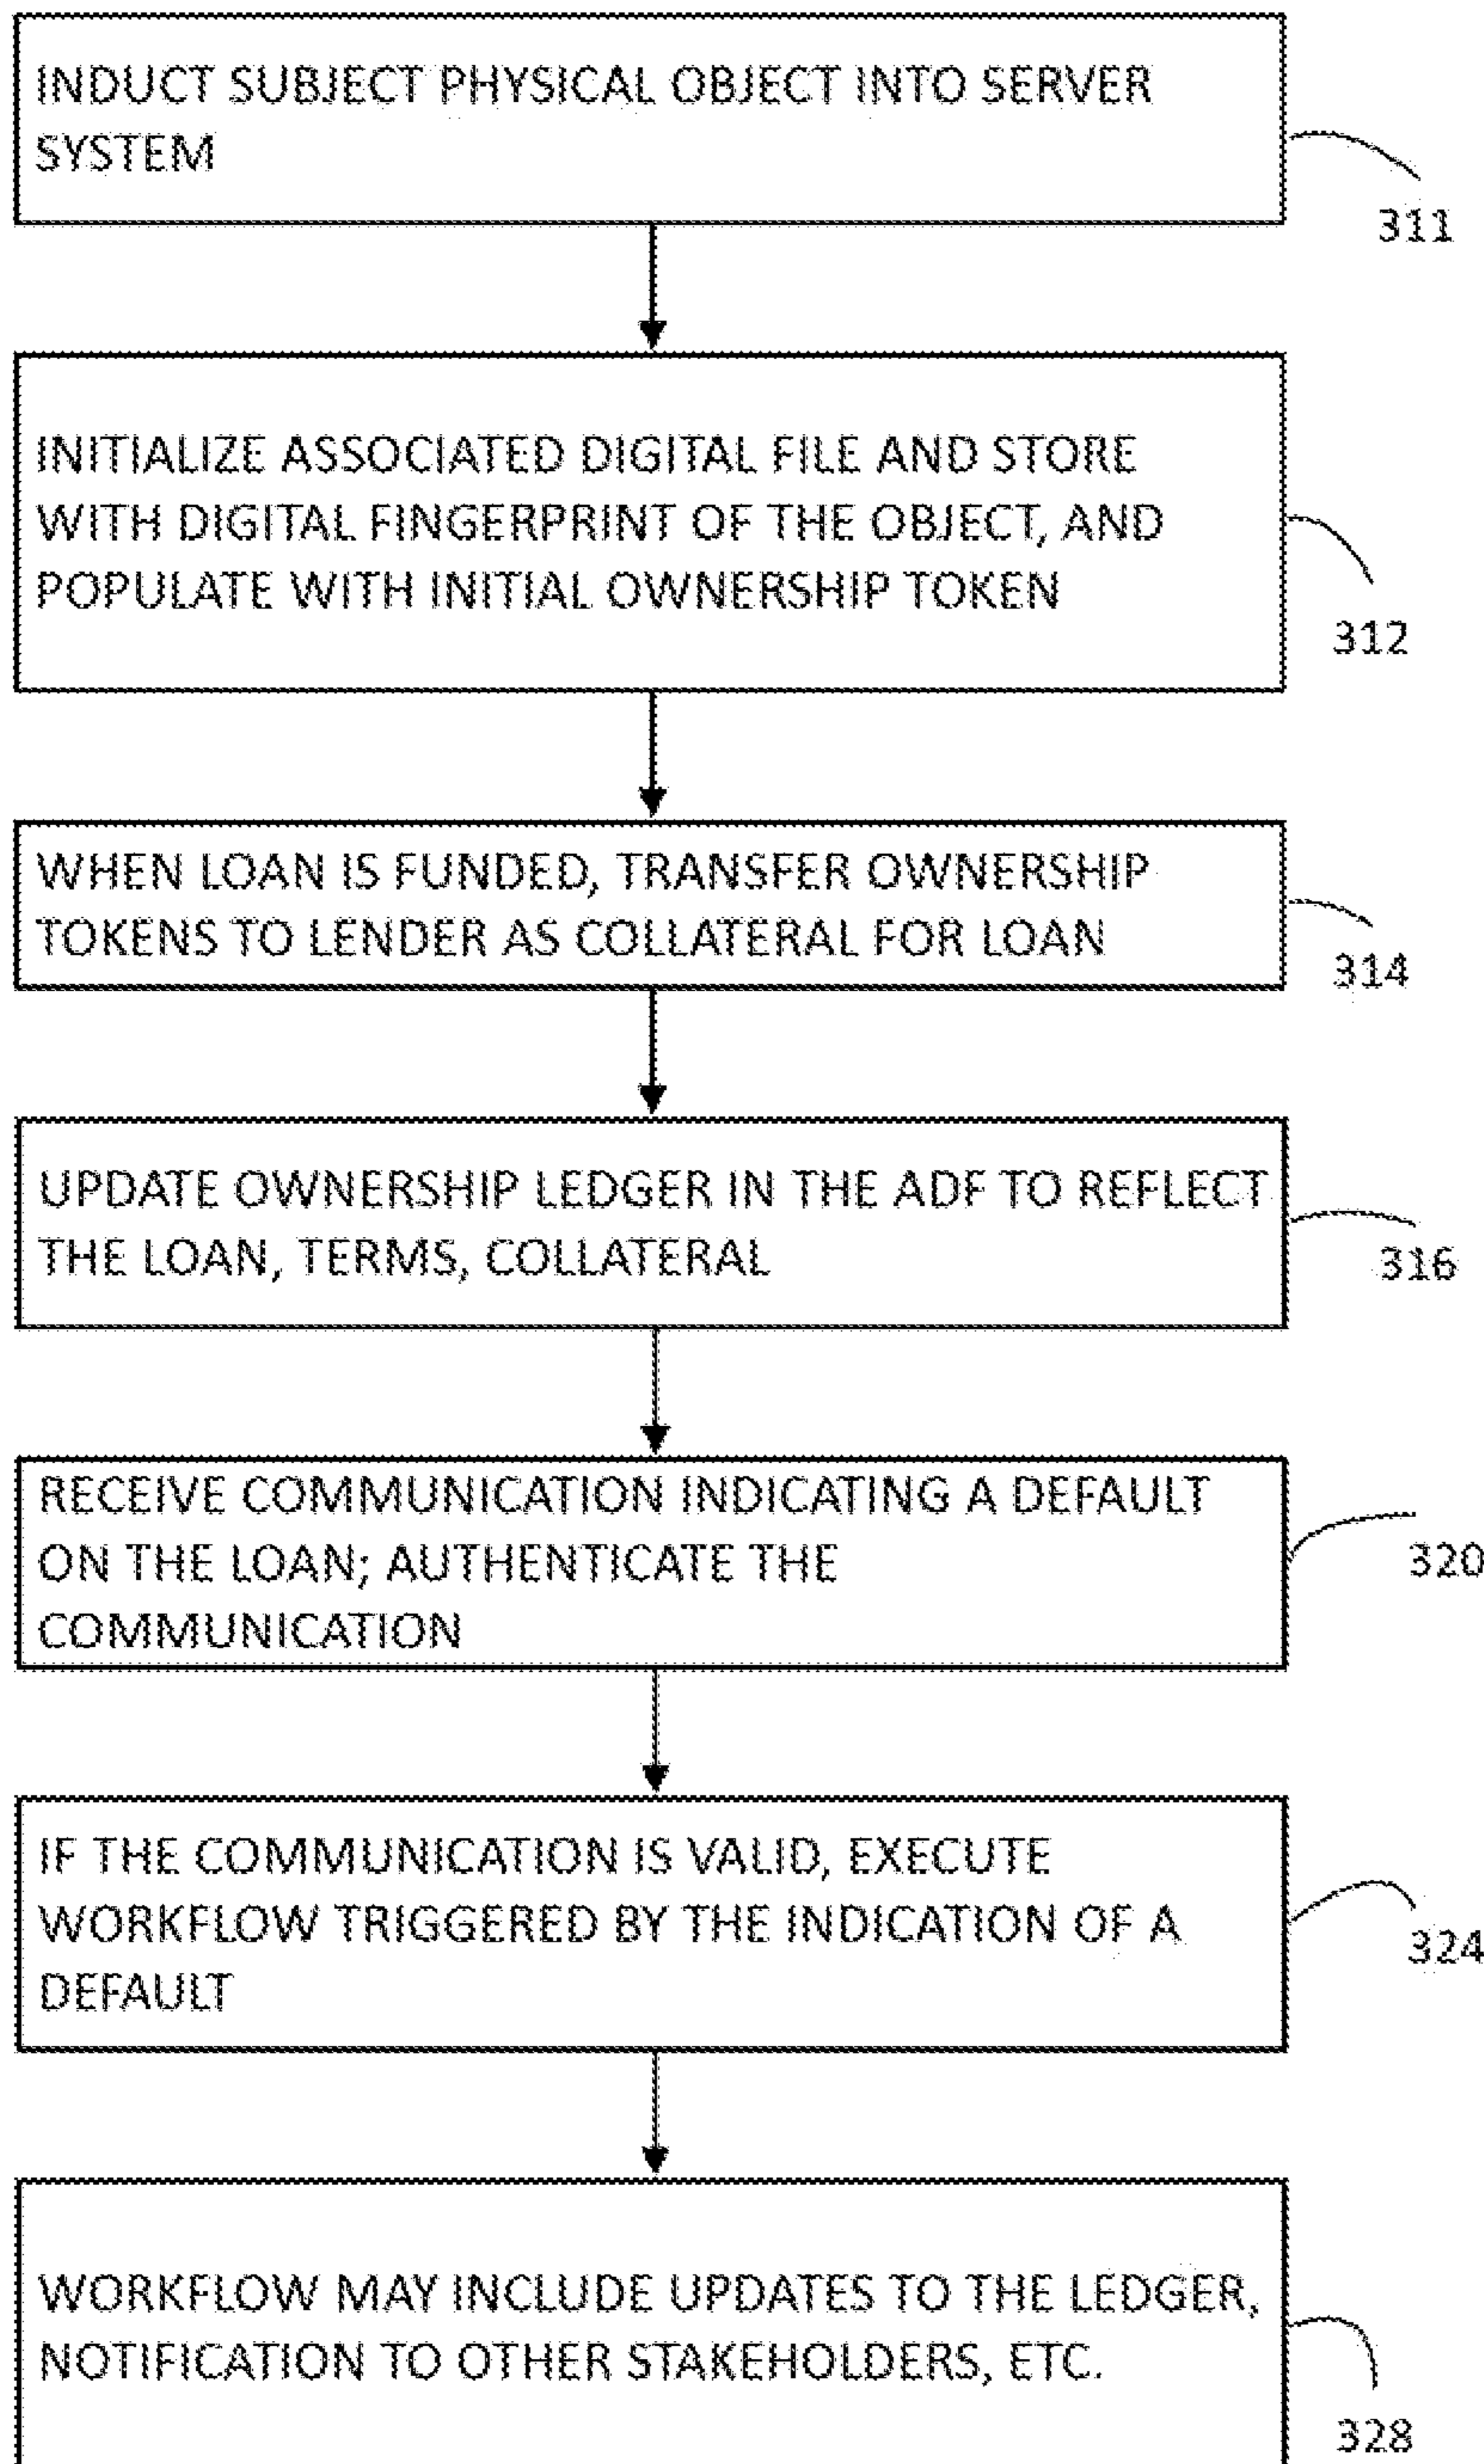 INDUCT SUBJECT PHYSICAL OBJECT INTO SERVER
SYSTEM
311
INITIALIZE ASSOCIATED DIGITAL FILE AND STORE
WITH DIGITAL FINGERPRINT OF THE OBJECT, AND
POPULATE WITH INITIAL OWNERSHIP TOKEN
312
WHEN LOAN IS FUNDED, TRANSFER OWNERSHIP
TOKENS TO LENDER AS COLLATERAL FOR LOAN
314
UPDATE OWNERSHIP LEDGER IN THE ADF TO REFLECT
THE LOAN, TERMS, COLLATERAL
316
RECEIVE COMMUNICATION INDICATING A DEFAULT
ON THE LOAN; AUTHENTICATE THE
COMMUNICATION
320
IF THE COMMUNICATION IS VALID, EXECUTE
WORKFLOW TRIGGERED BY THE INDICATION OF A
DEFAULT
324
WORKFLOW MAY INCLUDE UPDATES TO THE LEDGER,
NOTIFICATION TO OTHER STAKEHOLDERS, ETC.
328